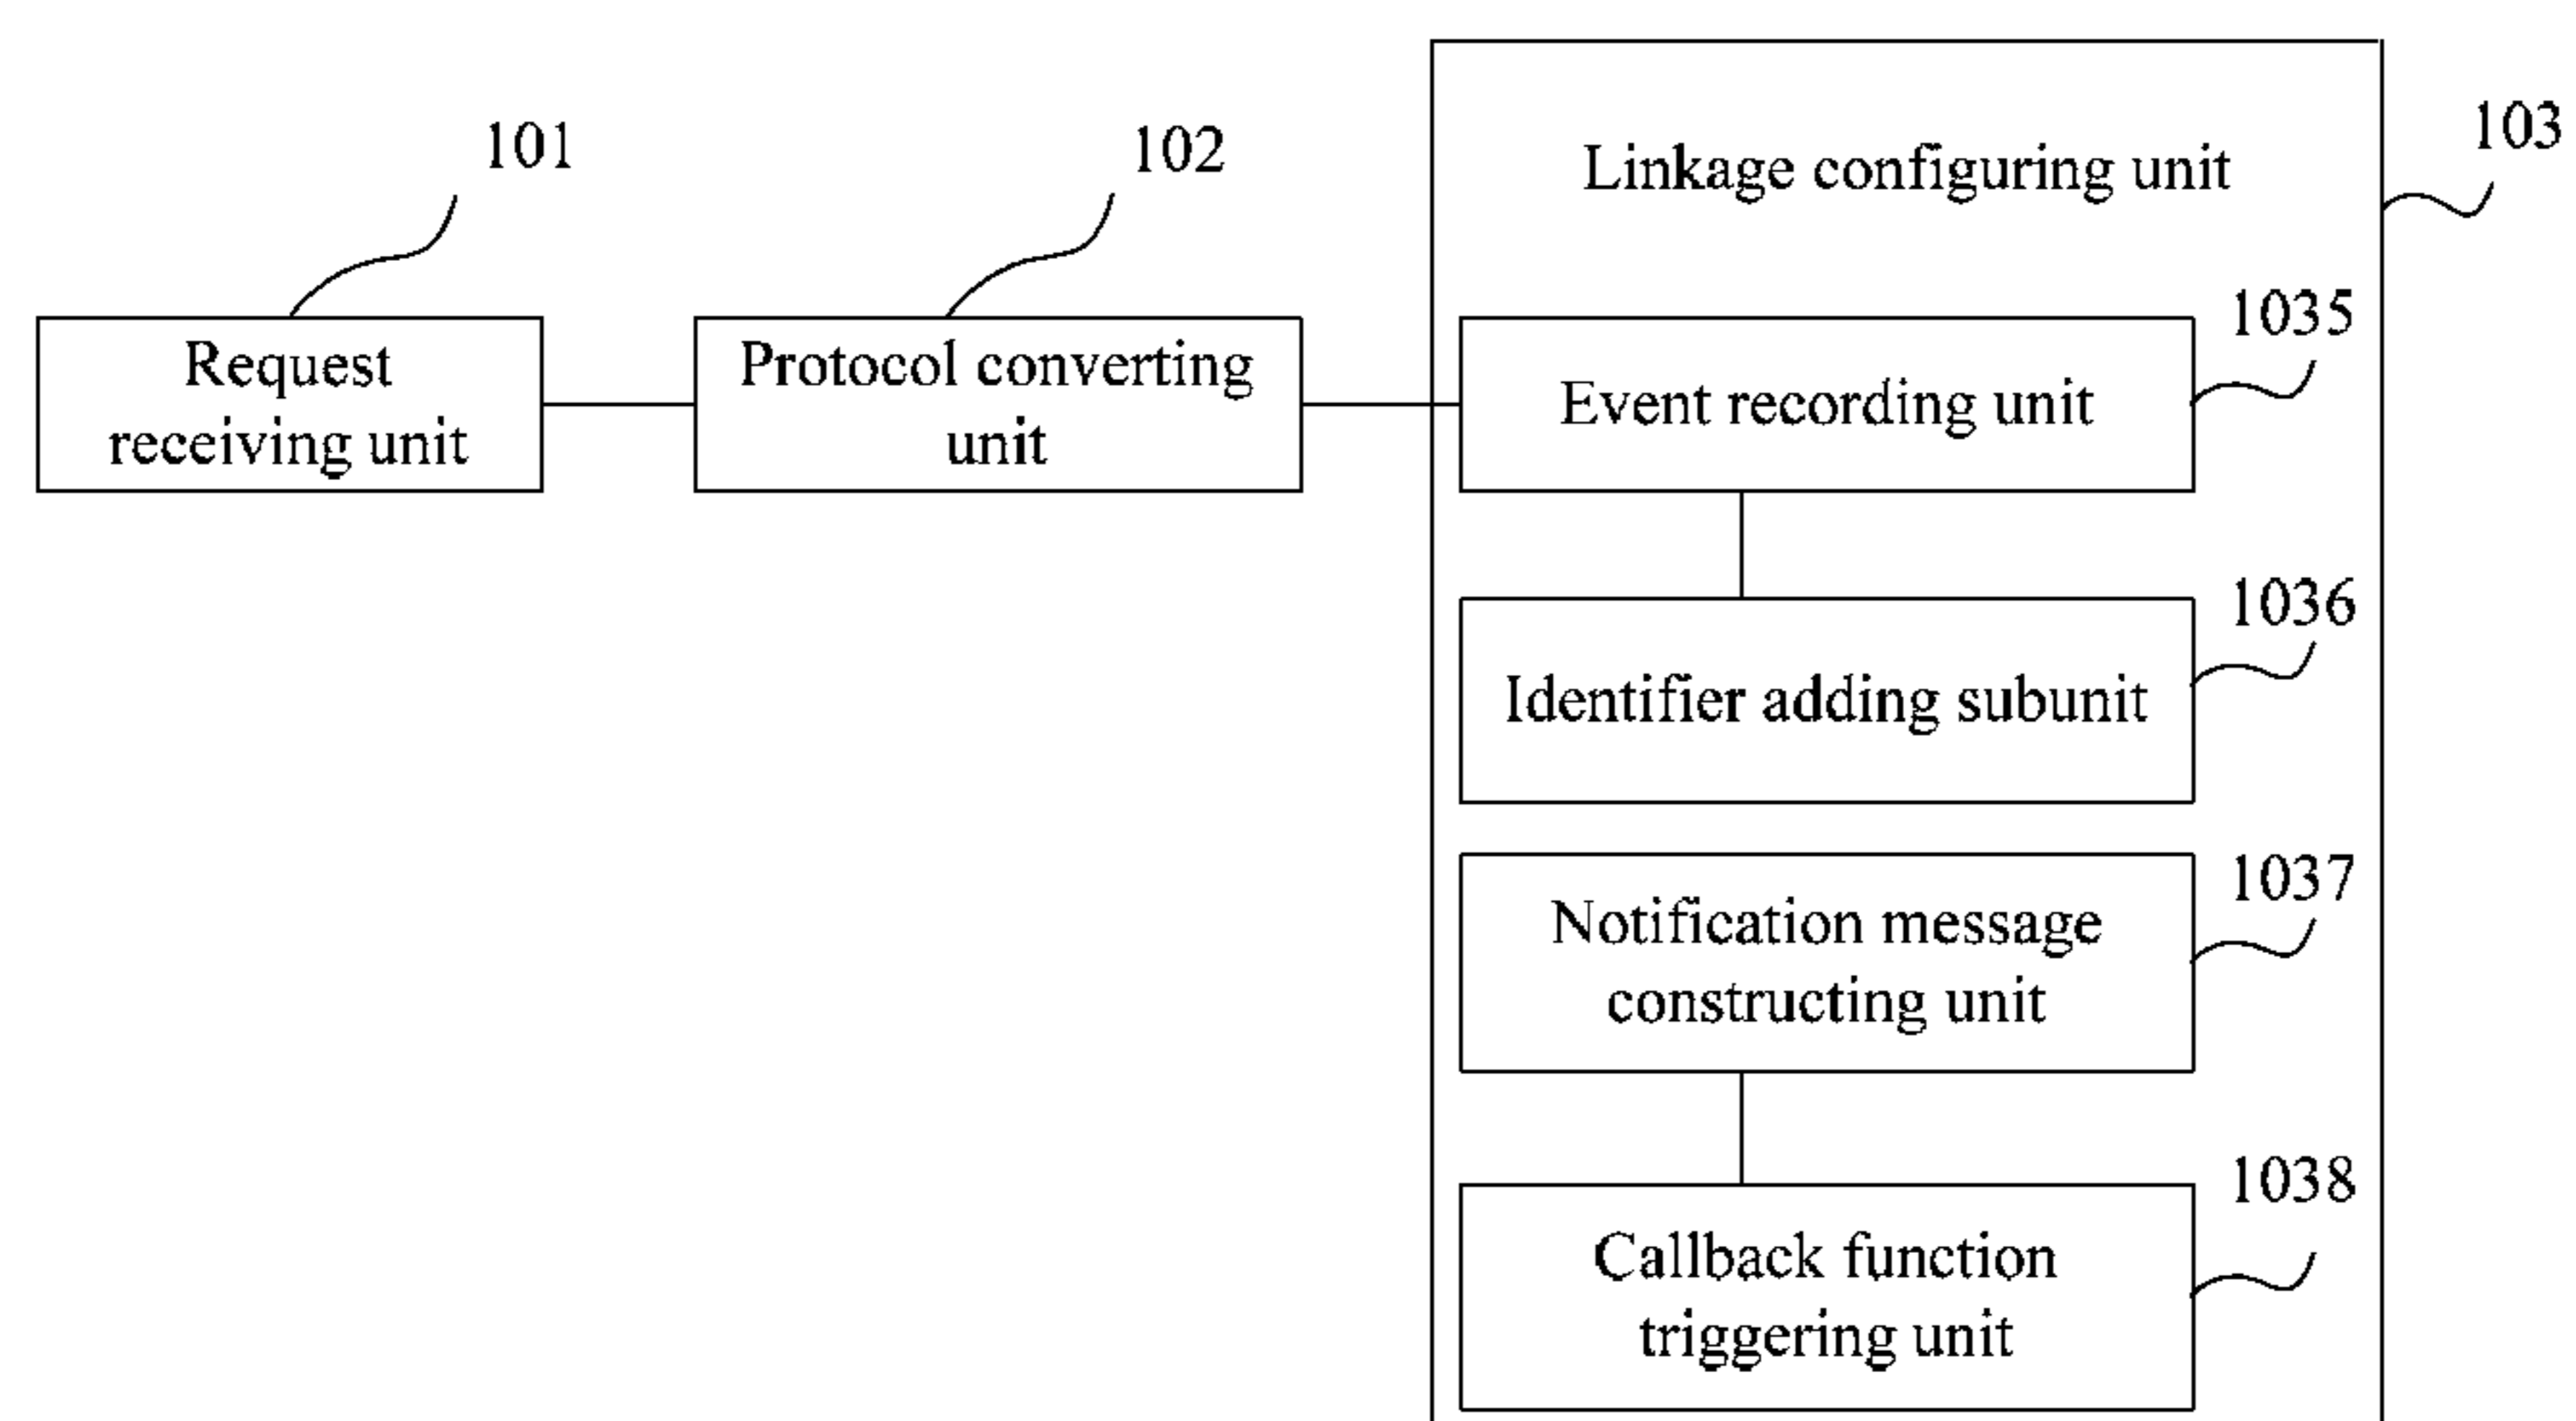 101
102
103
Linkage configuring unit
Request
receiving unit
Protocol converting
unit
Event recording unit
1035
Identifier adding subunit
1036
Notification message
constructing unit
1037
Callback function
triggering unit
1038